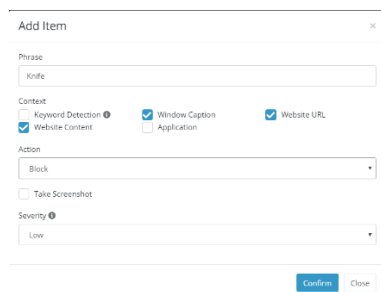 Add Item ×
Phrase
Knife
Context
Keyword Detection Window Caption Website URL
Website Content Application
Action
Block
Take Screenshot
Severity
Low
Confirm Close